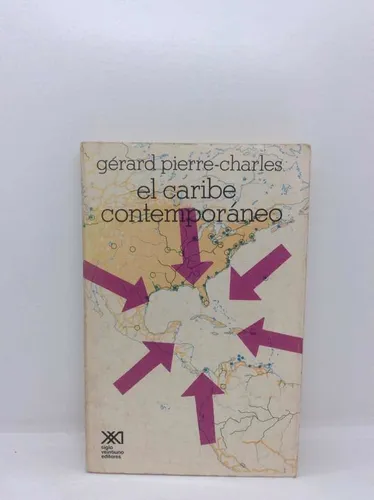 gérard pierre-charles
el caribe
contemporáneo
siglo
veintiuno
editores